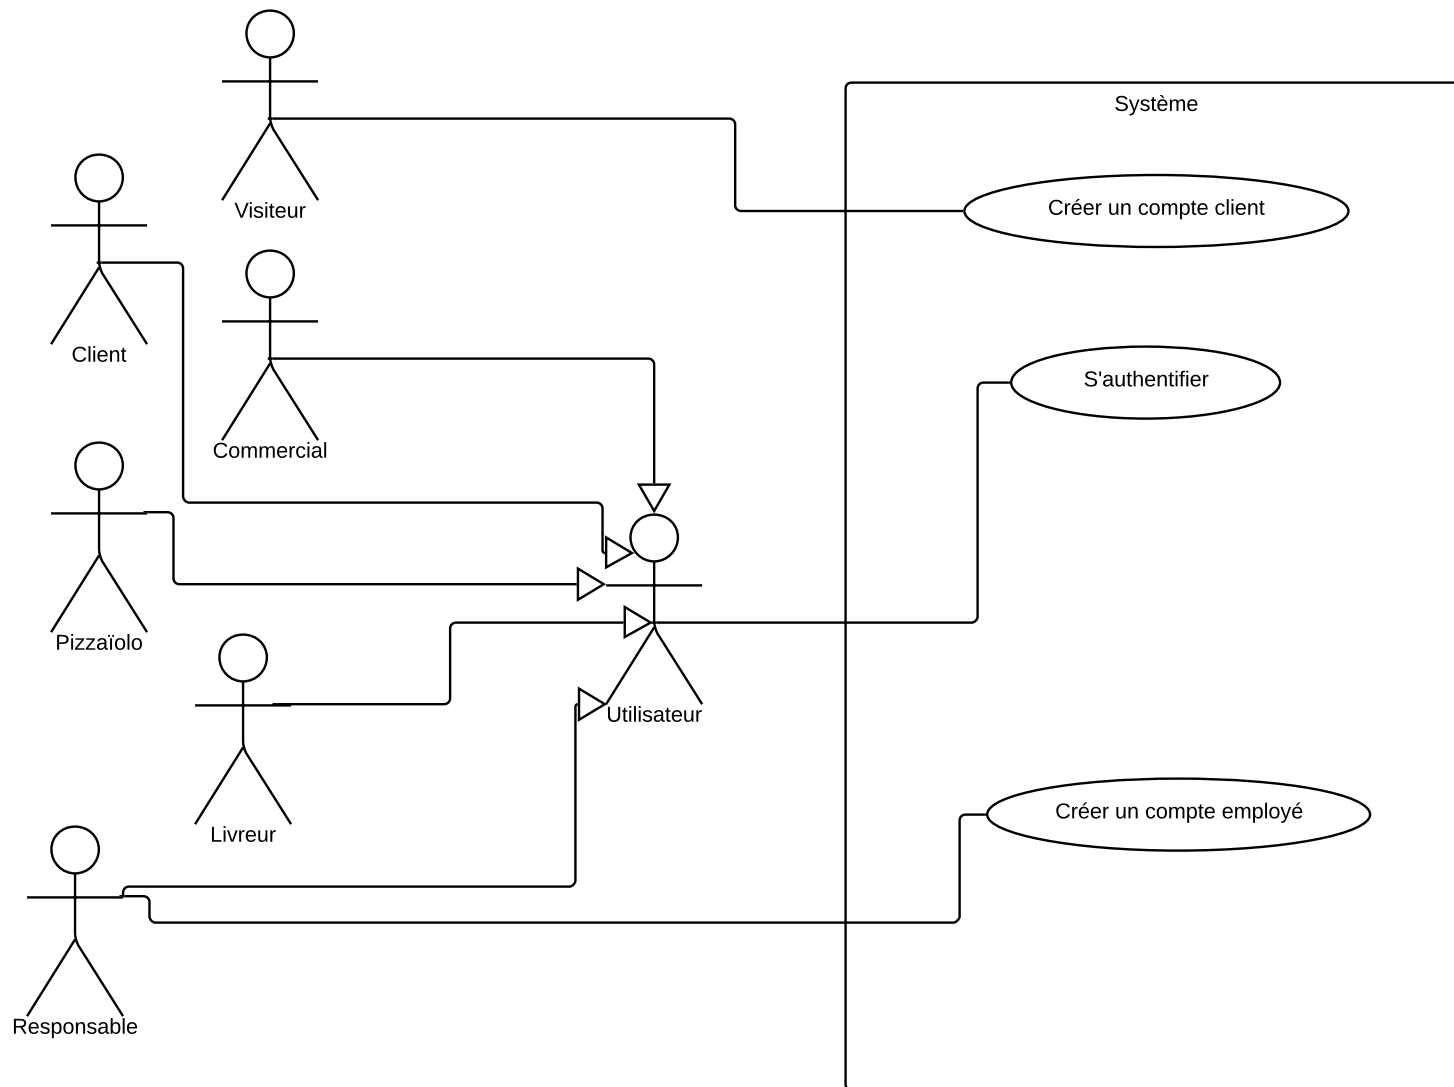 Système
Visiteur
Créer un compte client
Client
S'authentifier
Commercial
Pizzaïolo
Utilisateur
Créer un compte employé
Livreur
Responsable